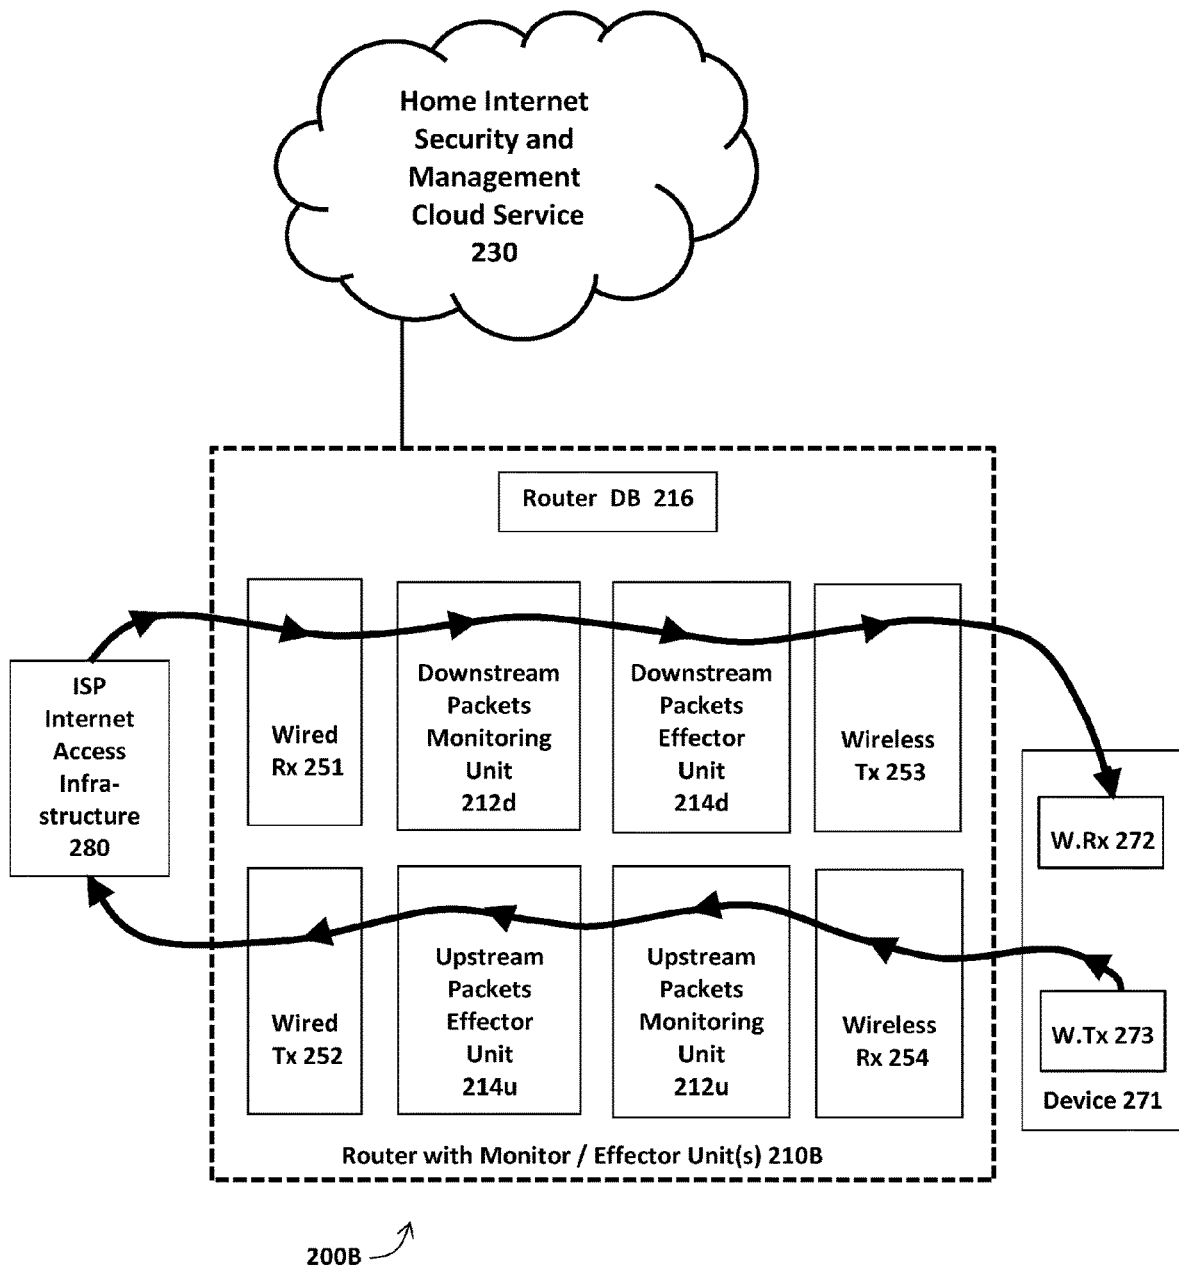 Home Internet
Security and
Management
Cloud Service
230
Router DB 216
ISP
Internet
Access
Infra-
structure
280
Wired
Rx 251
Downstream
Packets
Monitoring
Unit
212d
Downstream
Packets
Effector
Unit
214d
Wireless
Tx 253
W.Rx 272
Wired
Tx 252
Upstream
Packets
Effector
Unit
214u
Upstream
Packets
Monitoring
Unit
212u
Wireless
Rx 254
W.Tx 273
Device 271
Router with Monitor / Effector Unit(s) 210B
200B